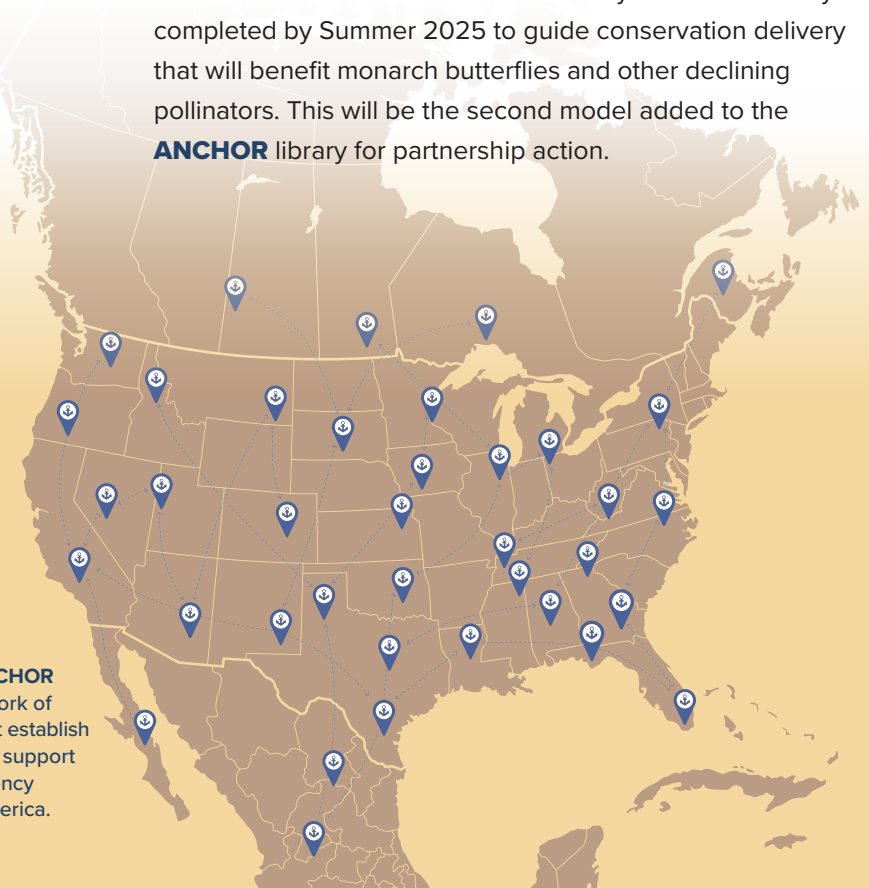 completed by Summer 2025 to guide conservation delivery
that will benefit monarch butterflies and other declining
pollinators. This will be the second model added to the
ANCHOR library for partnership action.
CHOR
ork of
t establish
support
ncy
erica.